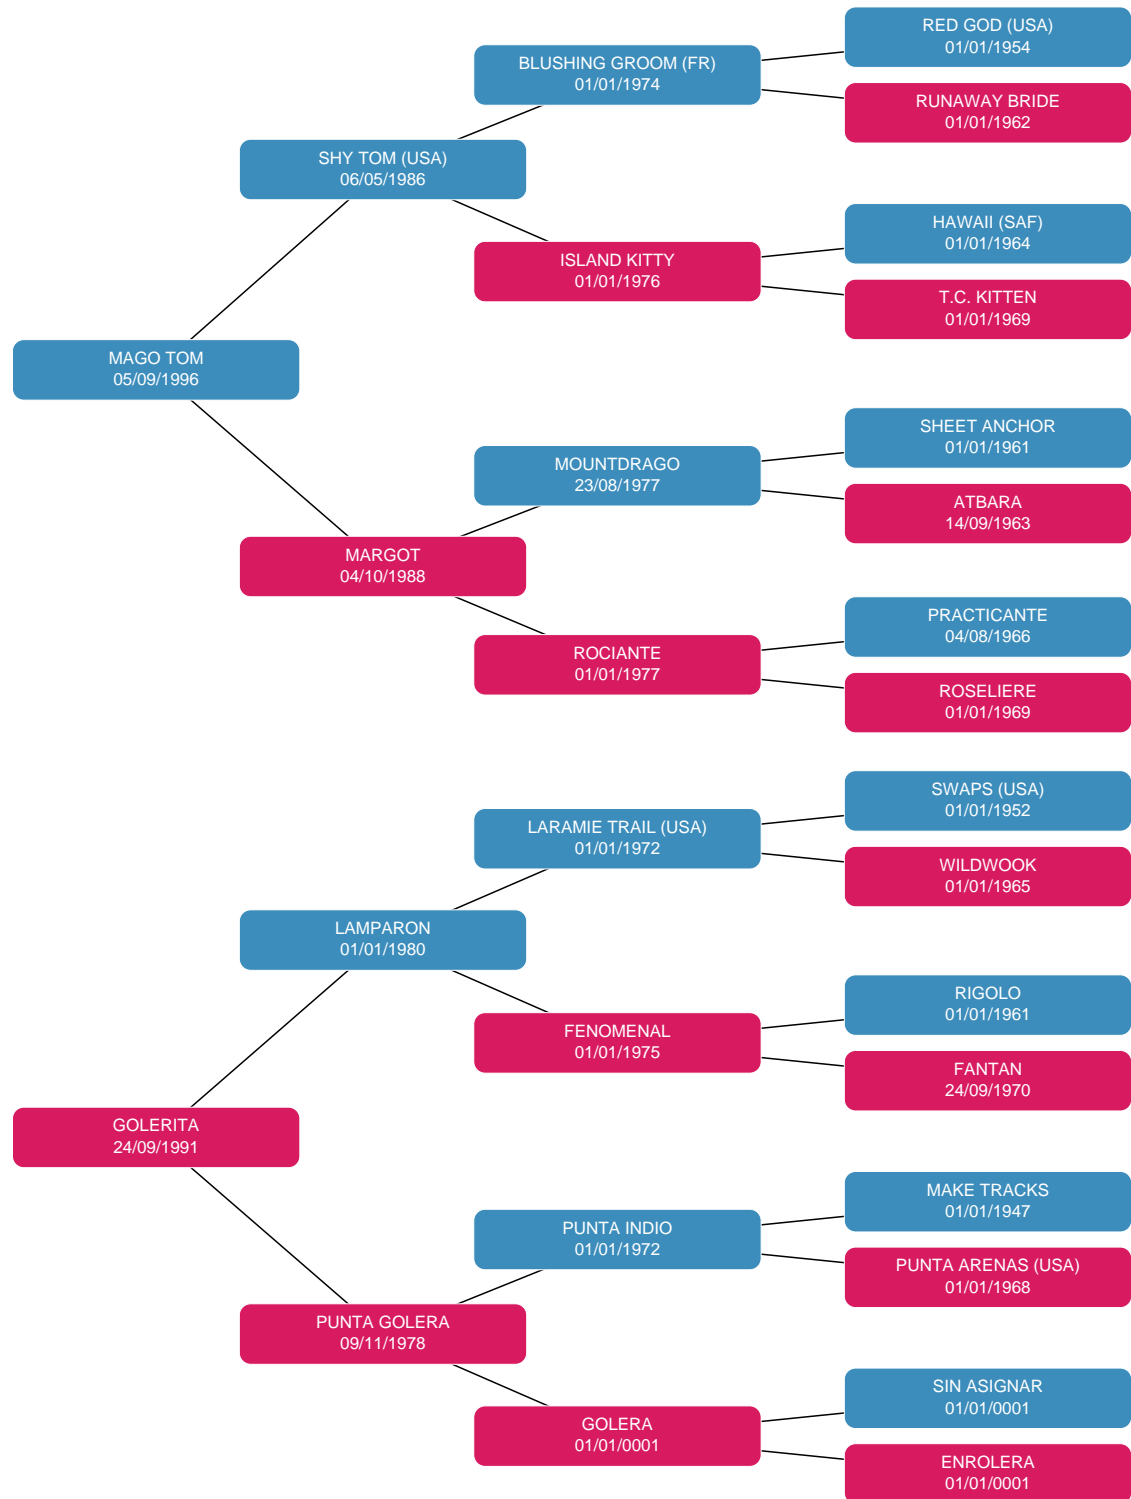 RED GOD (USA)
01/01/1954
BLUSHING GROOM (FR)
01/01/1974
RUNAWAY BRIDE
01/01/1962
SHY TOM (USA)
06/05/1986
HAWAII (SAF)
01/01/1964
ISLAND KITTY
01/01/1976
T.C. KITTEN
01/01/1969
MAGO TOM
05/09/1996
SHEET ANCHOR
01/01/1961
MOUNTDRAGO
23/08/1977
ATBARA
14/09/1963
MARGOT
04/10/1988
PRACTICANTE
04/08/1966
ROCIANTE
01/01/1977
ROSELIERE
01/01/1969
SWAPS (USA)
01/01/1952
LARAMIE TRAIL (USA)
01/01/1972
WILDWOOK
01/01/1965
LAMPARON
01/01/1980
RIGOLO
01/01/1961
FENOMENAL
01/01/1975
FANTAN
24/09/1970
GOLERITA
24/09/1991
MAKE TRACKS
01/01/1947
PUNTA INDIO
01/01/1972
PUNTA ARENAS (USA)
01/01/1968
PUNTA GOLERA
09/11/1978
SIN ASIGNAR
01/01/0001
GOLERA
01/01/0001
ENROLERA
01/01/0001